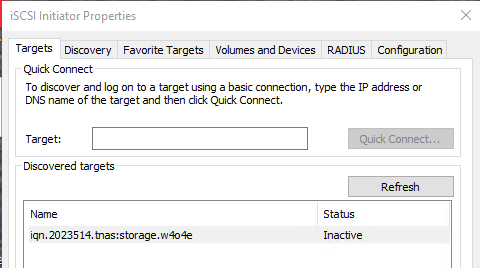 iSCSI Initiator Properties
Targets Discovery Favorite Targets Volumes and Devices RADIUS Configuration
Quick Connect
To discover and log on to a target using a basic connection, type the IP address or
DNS name of the target and then click Quick Connect.
Target: Quick Connect...
Discovered targets
Refresh
Name Status
iqn.2023514.tnas:storage.w4o4e Inactive